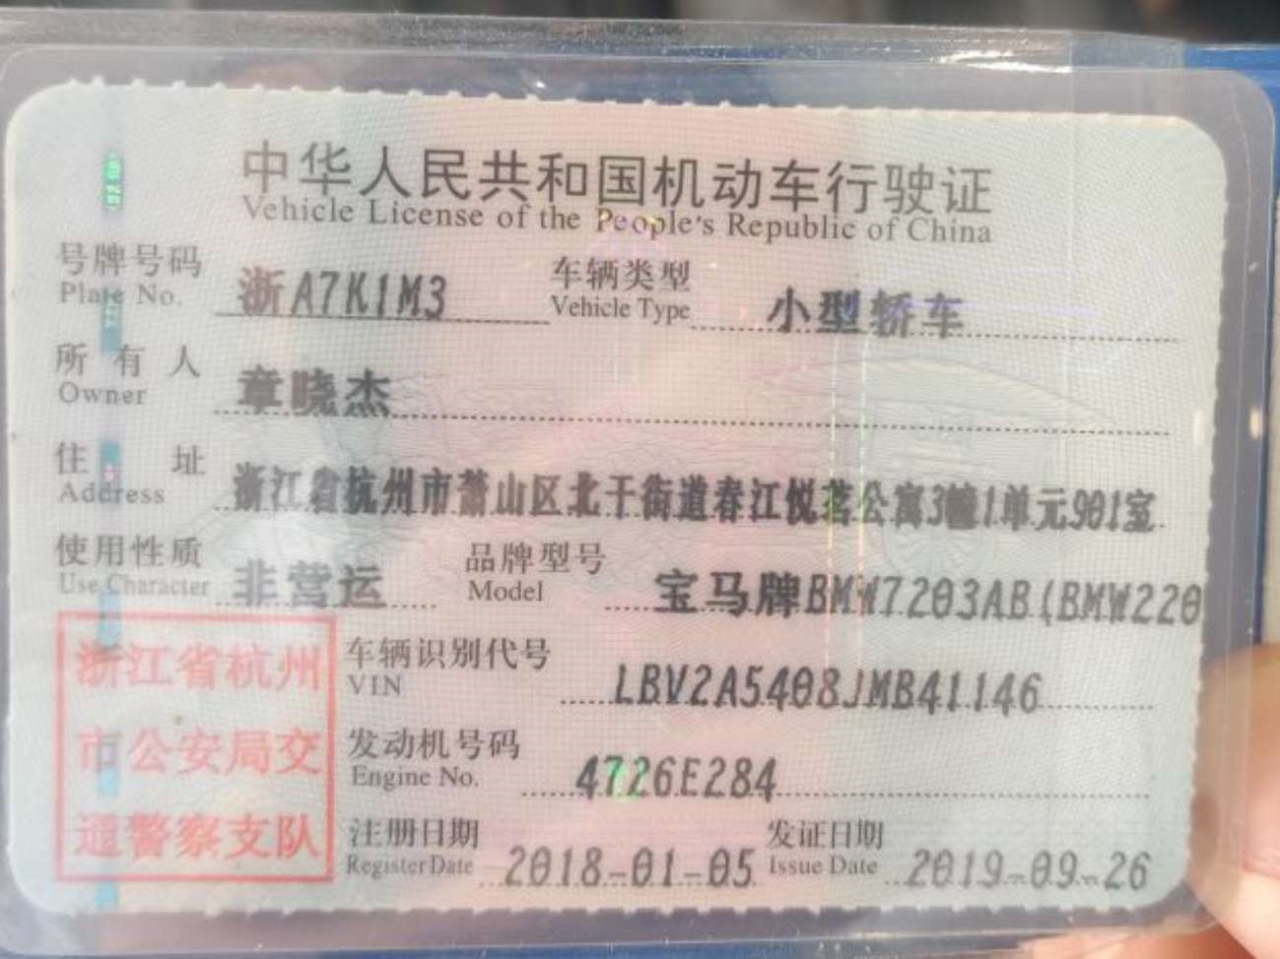 中华人民共和国机动车行驶证
Vehicle License of the People's Republic of China
号牌号码 浙A7K1M3 车辆类型 小型轿车
Plate No. Vehicle Type
所有人 章晓杰
Owner
住址 浙江省杭州市萧山区北干街道春江悦茗公寓3幢1单元901室
Address
使用性质 非营运 品牌型号 宝马牌BMW7203AB(BMW220
Use Character Model
浙江省杭州
市公安局交
通警察支队
车辆识别代号 LBV2A5408JMB41146
VIN
发动机号码 4726E284
Engine No.
注册日期 2018-01-05 发证日期 2019-09-26
Register Date Issue Date